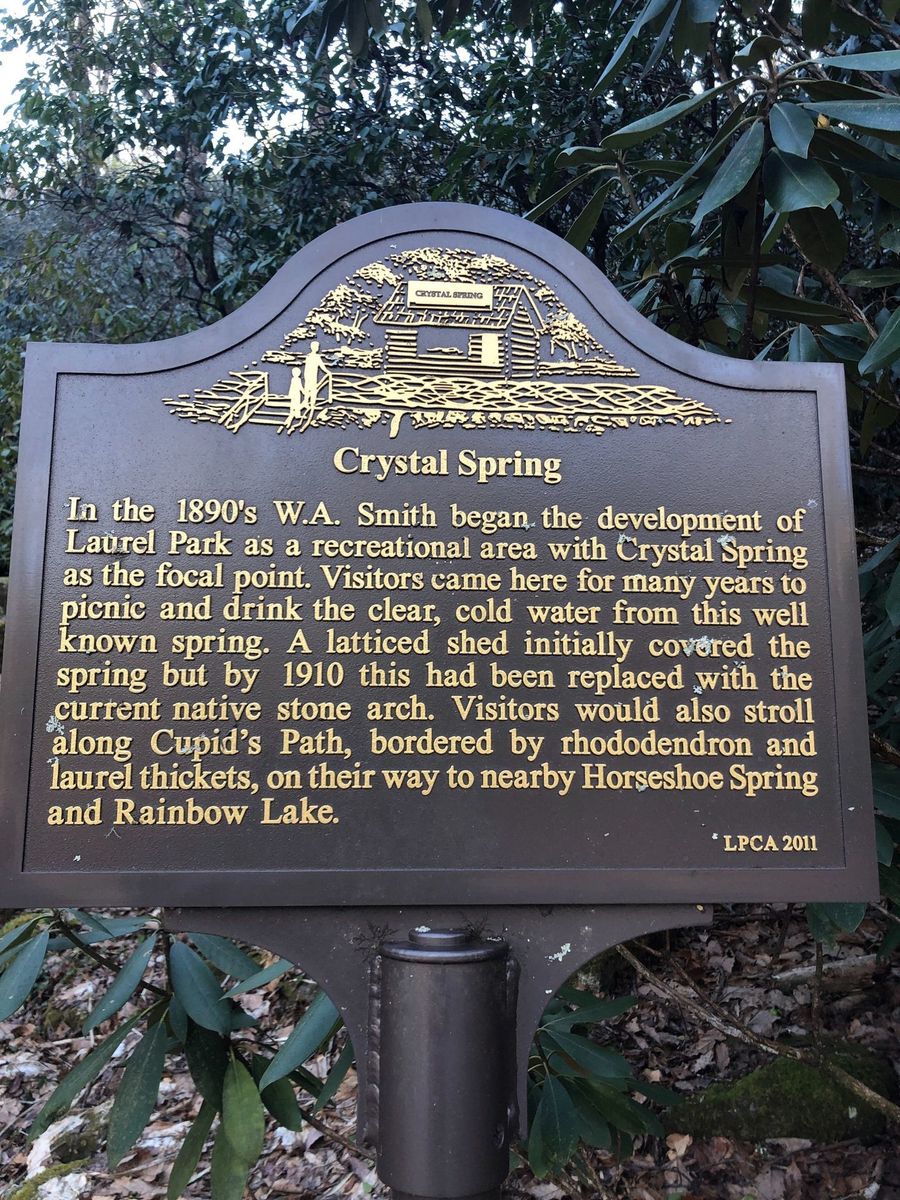 CRYSTAL SPRING
Crystal Spring
In the 1890's W.A. Smith began the development of
Laurel Park as a recreational area with Crystal Spring
as the focal point. Visitors came here for many years to
picnic and drink the clear, cold water from this well
known spring. A latticed shed initially covered the
spring but by 1910 this had been replaced with the
current native stone arch. Visitors would also stroll
along Cupid's Path, bordered by rhododendron and
laurel thickets, on their way to nearby Horseshoe Spring
and Rainbow Lake.
LPCA 2011